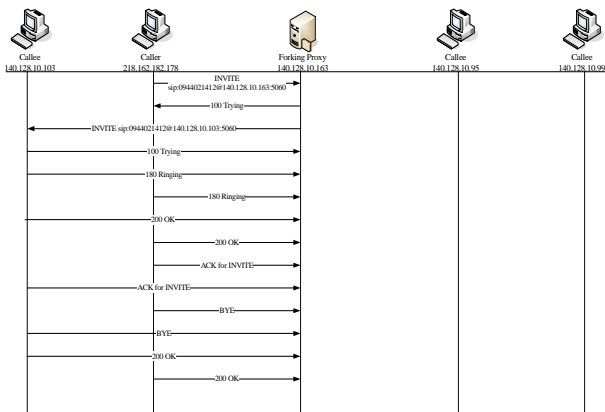 Callee
140.128.10.103
Caller
218.162.182.178
Forking Proxy
140.128.10.163
Callee
140.128.10.95
Callee
140.128.10.99
INVITE
sip:0944021412@140.128.10.163:5060
100 Trying
INVITE sip:0944021412@140.128.10.103:5060
100 Trying
180 Ringing
180 Ringing
200 OK
200 OK
ACK for INVITE
ACK for INVITE
BYE
BYE
200 OK
200 OK